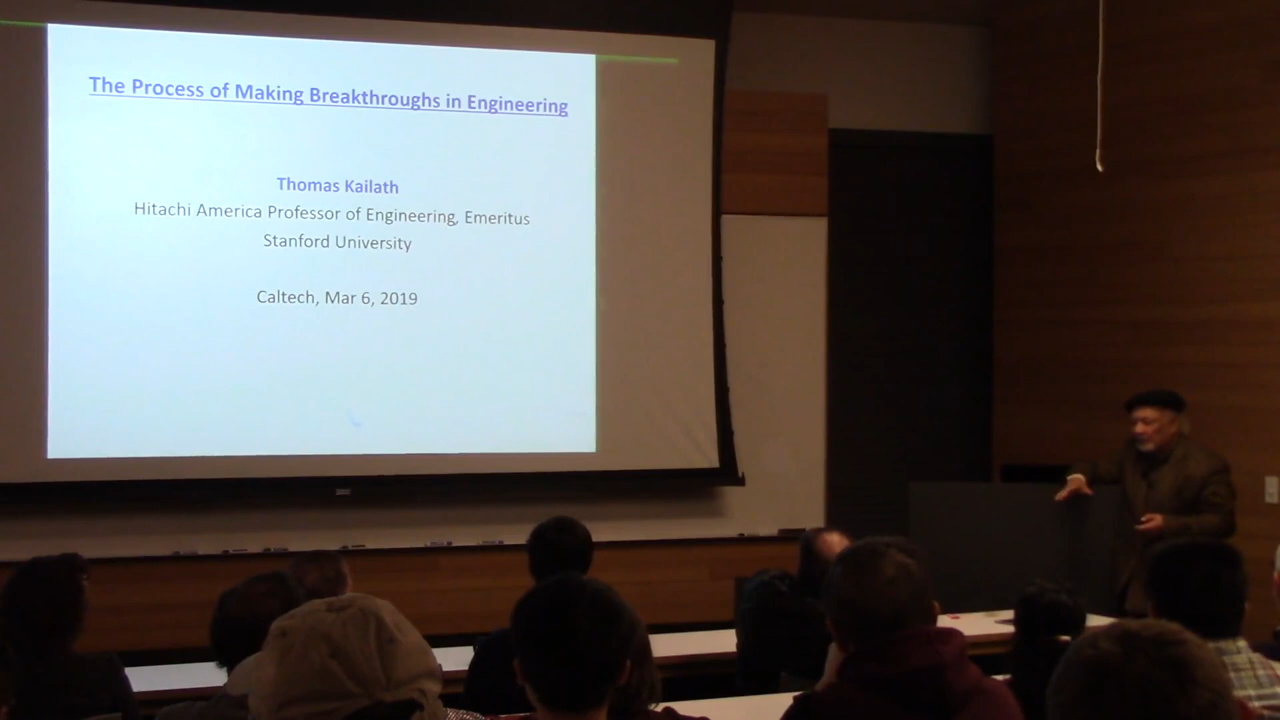 The Process of Making Breakthroughs in Engineering
Thomas Kailath
Hitachi America Professor of Engineering, Emeritus
Stanford University
Caltech, Mar 6, 2019